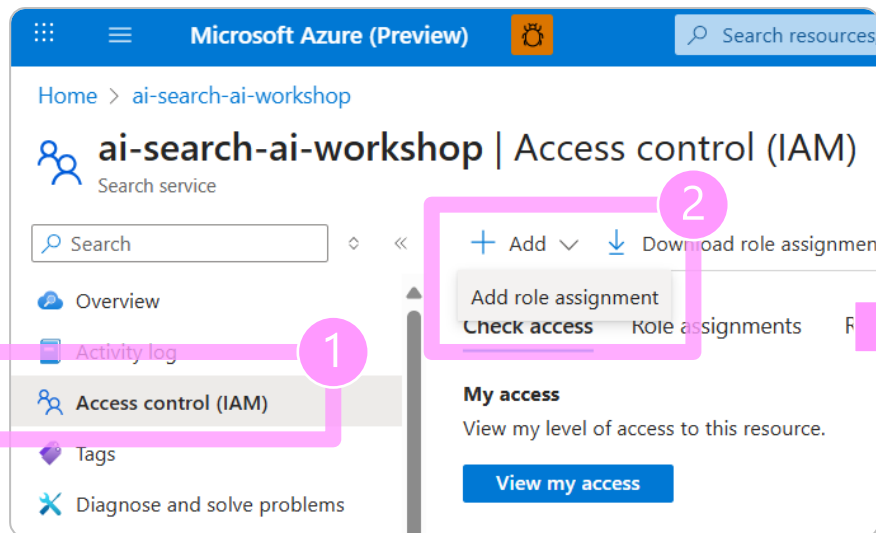 Microsoft Azure (Preview)
Search resources
Home > ai-search-ai-workshop
ai-search-ai-workshop | Access control (IAM)
Search service
Search
Add
Download role assignmen
Add role assignment
Overview
Check access
Role assignments
Activity log
1
2
Access control (IAM)
My access
View my level of access to this resource.
Tags
View my access
Diagnose and solve problems